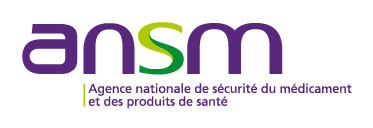 ansm
Agence nationale de sécurité du médicament
et des produits de santé